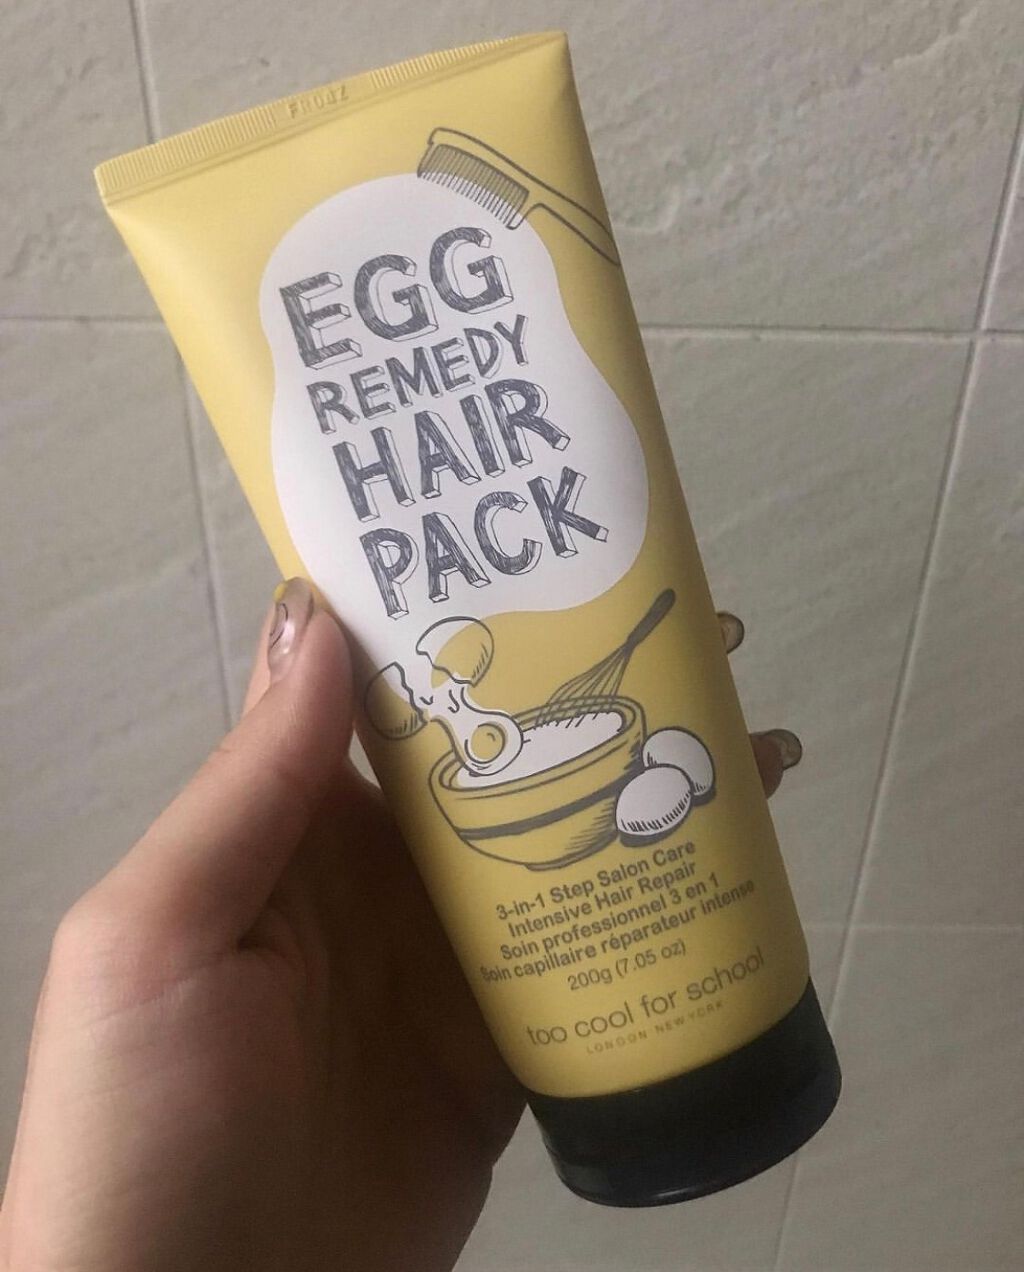 FR04Z
EGG
REMEDY
HAIR
PACK
3-in-1 Step Salon Care
Intensive Hair Repair
Soin professionnel 3 en 1
Soin capillaire réparateur intense
200g (7.05 oz)
too cool for school
LONDON NEW YORK